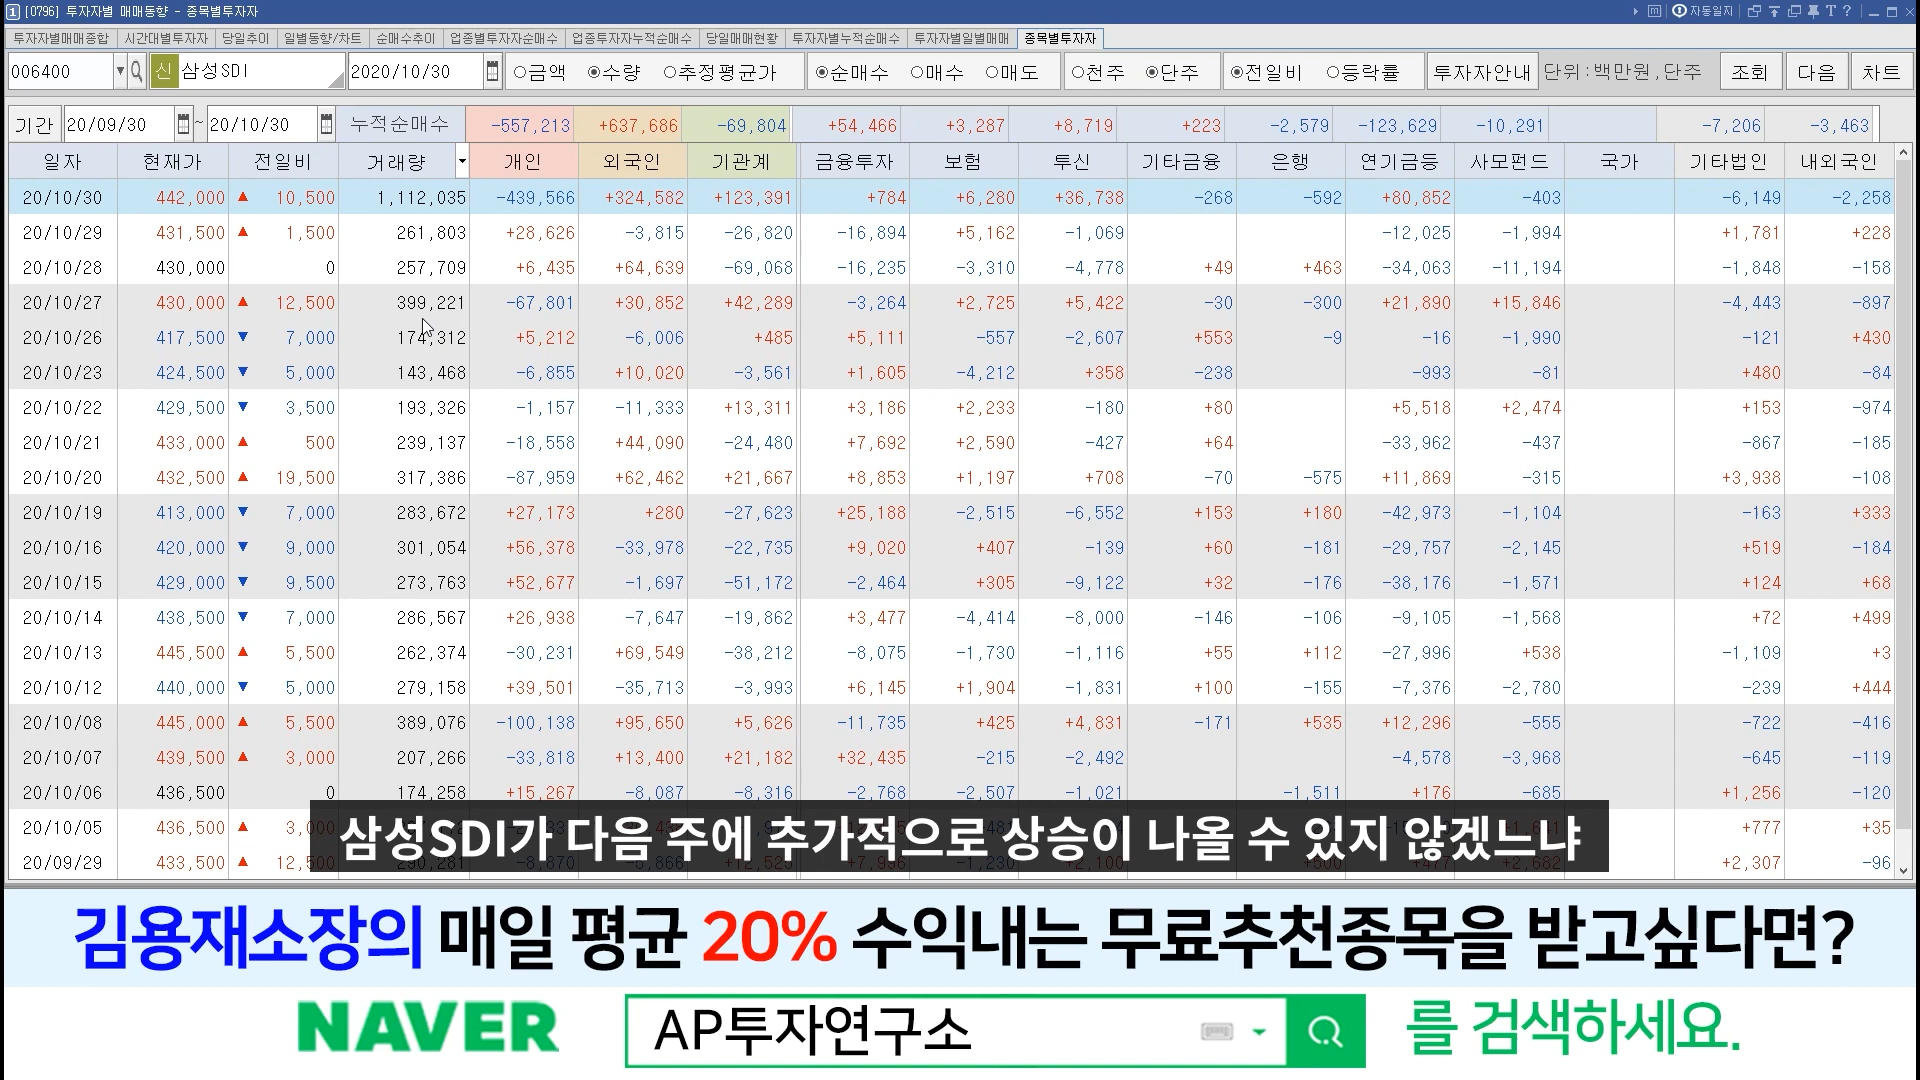 1 [0796] 투자자별 매매동향 - 종목별투자자 자동일지 T ?
투자자별매매종합 시간대별투자자 당일추이 일별동향/차트 순매수추이 업종별투자자순매수 업종투자자누적순매수 당일매매현황 투자자별누적순매수 투자자별일별매매 종목별투자자
006400 신 삼성SDI 2020/10/30 금액 수량 추정평균가 순매수 매수 매도 천주 단주 전일비 등락률 투자자안내 단위:백만원,단주 조회 다음 차트
기간 20/09/30 ~ 20/10/30 누적순매수 -557,213 +637,686 -69,804 +54,466 +3,287 +8,719 +223 -2,579 -123,629 -10,291 -7,206 -3,463
일자 현재가 전일비 거래량 개인 외국인 기관계 금융투자 보험 투신 기타금융 은행 연기금등 사모펀드 국가 기타법인 내외국인
20/10/30 442,000 ▲ 10,500 1,112,035 -439,566 +324,582 +123,391 +784 +6,280 +36,738 -268 -592 +80,852 -403 -6,149 -2,258
20/10/29 431,500 ▲ 1,500 261,803 +28,626 -3,815 -26,820 -16,894 +5,162 -1,069 -12,025 -1,994 +1,781 +228
20/10/28 430,000 0 257,709 +6,435 +64,639 -69,068 -16,235 -3,310 -4,778 +49 +463 -34,063 -11,194 -1,848 -158
20/10/27 430,000 ▲ 12,500 399,221 -67,801 +30,852 +42,289 -3,264 +2,725 +5,422 -30 -300 +21,890 +15,846 -4,443 -897
20/10/26 417,500 ▼ 7,000 174,312 +5,212 -6,006 +485 +5,111 -557 -2,607 +553 -9 -16 -1,990 -121 +430
20/10/23 424,500 ▼ 5,000 143,468 -6,855 +10,020 -3,561 +1,605 -4,212 +358 -238 -993 -81 +480 -84
20/10/22 429,500 ▼ 3,500 193,326 -1,157 -11,333 +13,311 +3,186 +2,233 -180 +80 +5,518 +2,474 +153 -974
20/10/21 433,000 ▲ 500 239,137 -18,558 +44,090 -24,480 +7,692 +2,590 -427 +64 -33,962 -437 -867 -185
20/10/20 432,500 ▲ 19,500 317,386 -87,959 +62,462 +21,667 +8,853 +1,197 +708 -70 -575 +11,869 -315 +3,938 -108
20/10/19 413,000 ▼ 7,000 283,672 +27,173 +280 -27,623 +25,188 -2,515 -6,552 +153 +180 -42,973 -1,104 -163 +333
20/10/16 420,000 ▼ 9,000 301,054 +56,378 -33,978 -22,735 +9,020 +407 -139 +60 -181 -29,757 -2,145 +519 -184
20/10/15 429,000 ▼ 9,500 273,763 +52,677 -1,697 -51,172 -2,464 +305 -9,122 +32 -176 -38,176 -1,571 +124 +68
20/10/14 438,500 ▼ 7,000 286,567 +26,938 -7,647 -19,862 +3,477 -4,414 -8,000 -146 -106 -9,105 -1,568 +72 +499
20/10/13 445,500 ▲ 5,500 262,374 -30,231 +69,549 -38,212 -8,075 -1,730 -1,116 +55 +112 -27,996 +538 -1,109 +3
20/10/12 440,000 ▼ 5,000 279,158 +39,501 -35,713 -3,993 +6,145 +1,904 -1,831 +100 -155 -7,376 -2,780 -239 +444
20/10/08 445,000 ▲ 5,500 389,076 -100,138 +95,650 +5,626 -11,735 +425 +4,831 -171 +535 +12,296 -555 -722 -416
20/10/07 439,500 ▲ 3,000 207,266 -33,818 +13,400 +21,182 +32,435 -215 -2,492 -4,578 -3,968 -645 -119
20/10/06 436,500 0 174,258 +15,267 -8,087 -8,316 -2,768 -2,507 -1,021 -1,511 +176 -685 +1,256 -120
20/10/05 436,500 ▲ +777 +35
20/09/29 433,500 ▲ +2,307 -96
삼성SDI가 다음 주에 추가적으로 상승이 나올 수 있지 않겠느냐
김용재소장의 매일 평균 20% 수익내는 무료추천종목을 받고싶다면?
NAVER AP투자연구소 를 검색하세요.